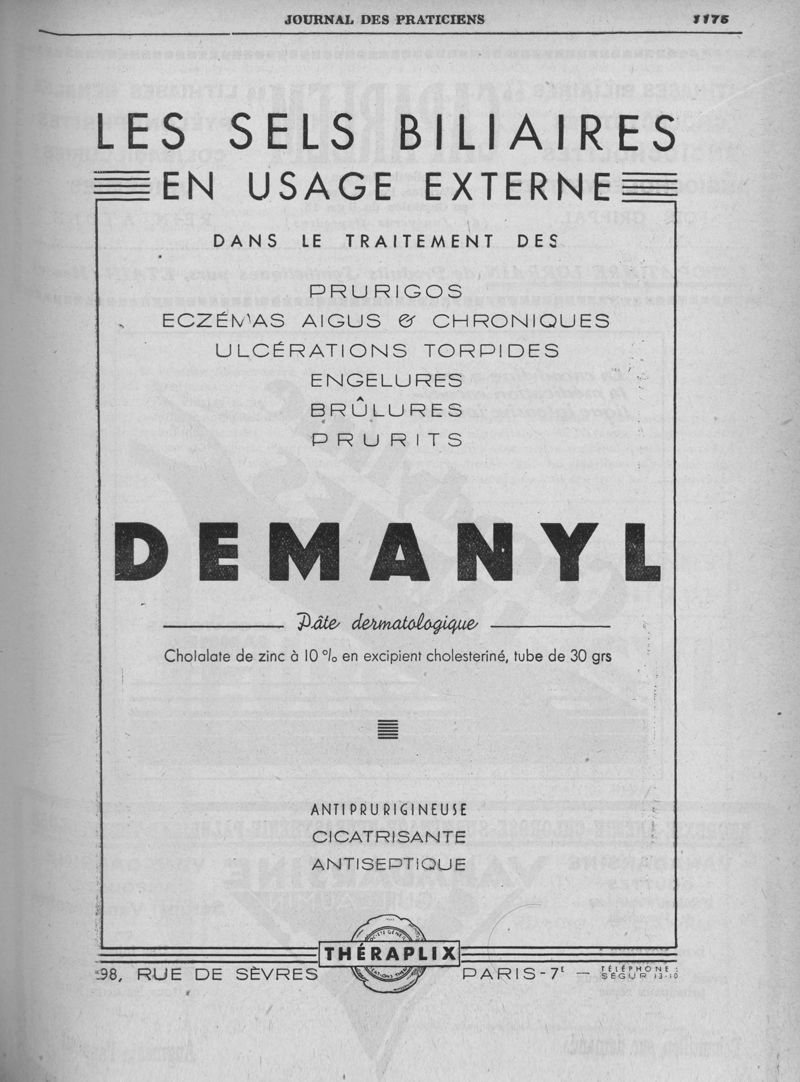 JOURNAL DES PRATICIENS 1175
LES SELS BILIAIRES
EN USAGE EXTERNE
DANS LE TRAITEMENT DES
PRURIGOS
ECZÉMAS AIGUS & CHRONIQUES
ULCÉRATIONS TORPIDES
ENGELURES
BRÛLURES
PRURITS
DEMANYL
Pâte dermatologique
Cholalate de zinc à 10 % en excipient cholesteriné, tube de 30 grs
ANTIPRURIGINEUSE
CICATRISANTE
ANTISEPTIQUE
THÉRAPLIX
98, RUE DE SÈVRES PARIS-7E — TÉLÉPHONE :
SÉGUR 13-10